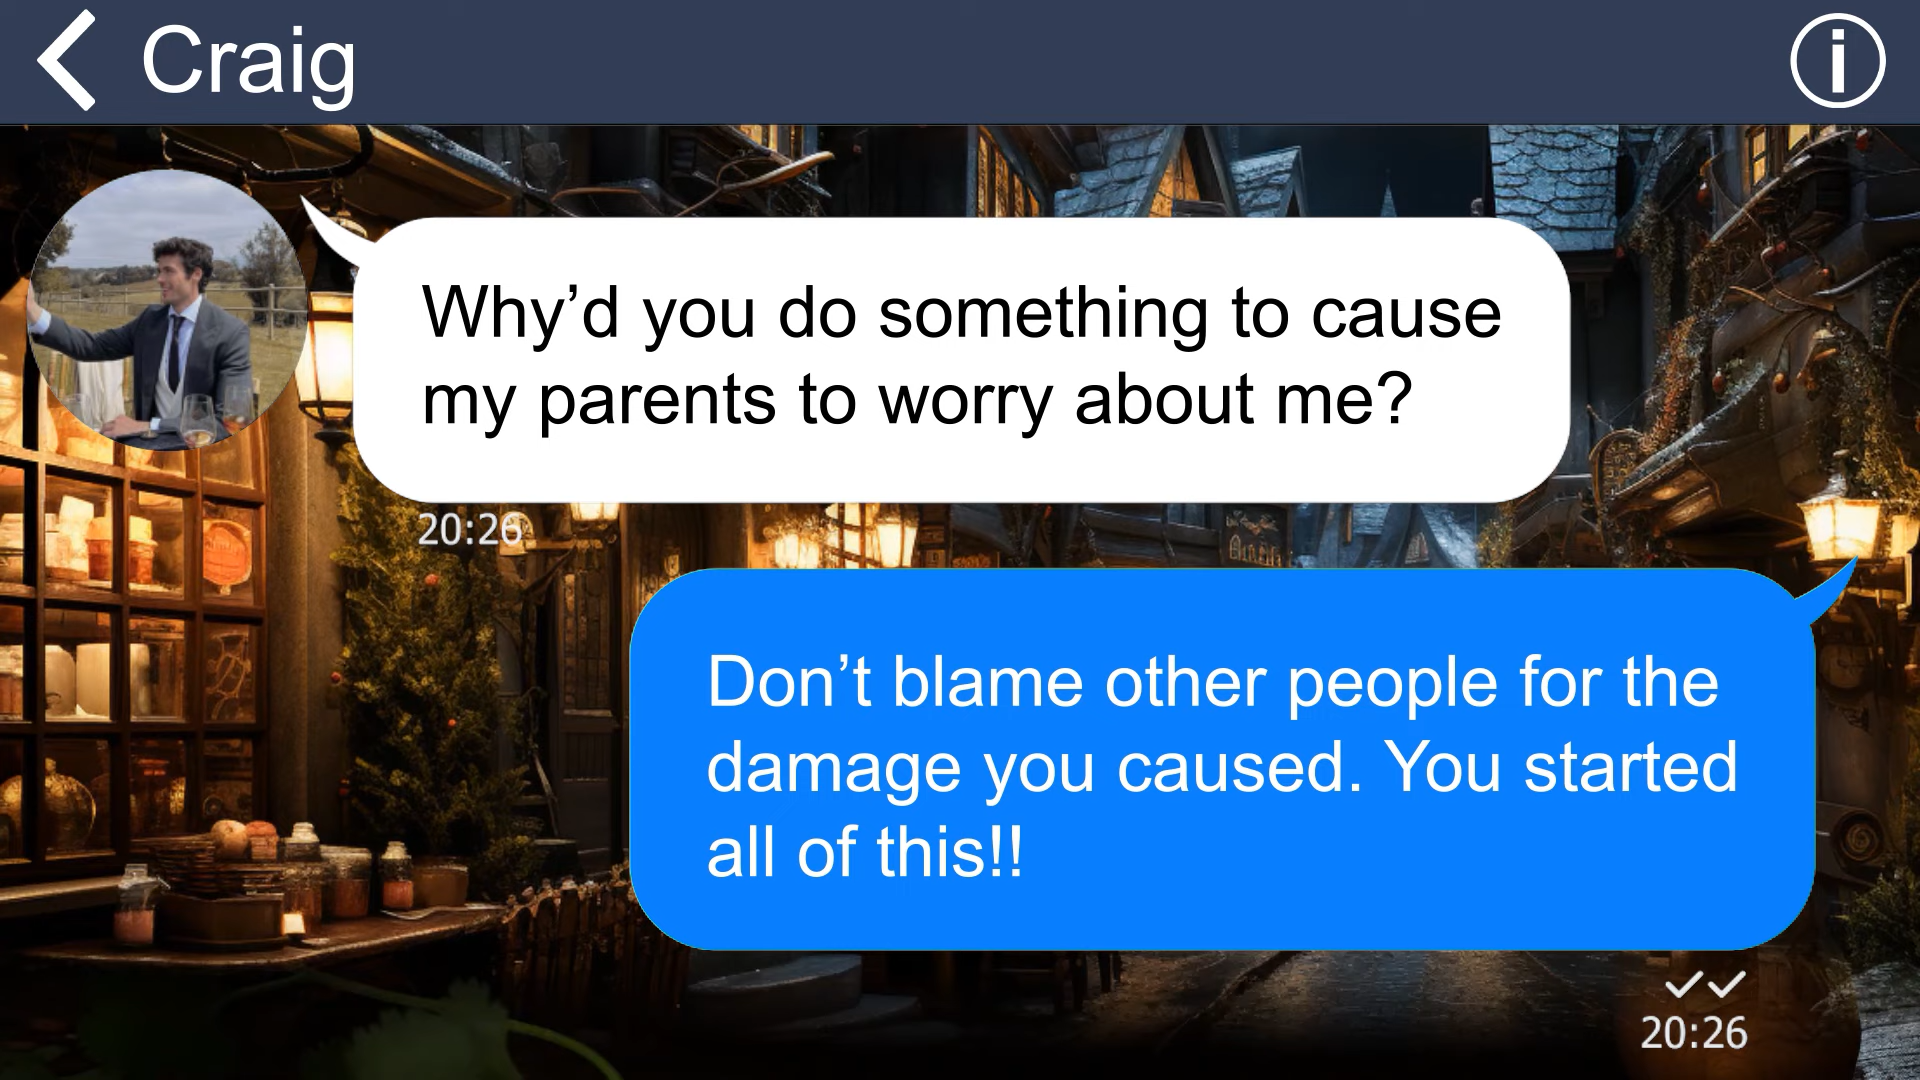 Craig
Why’d you do something to cause
my parents to worry about me?
20:26
Don’t blame other people for the
damage you caused. You started
all of this!!
20:26